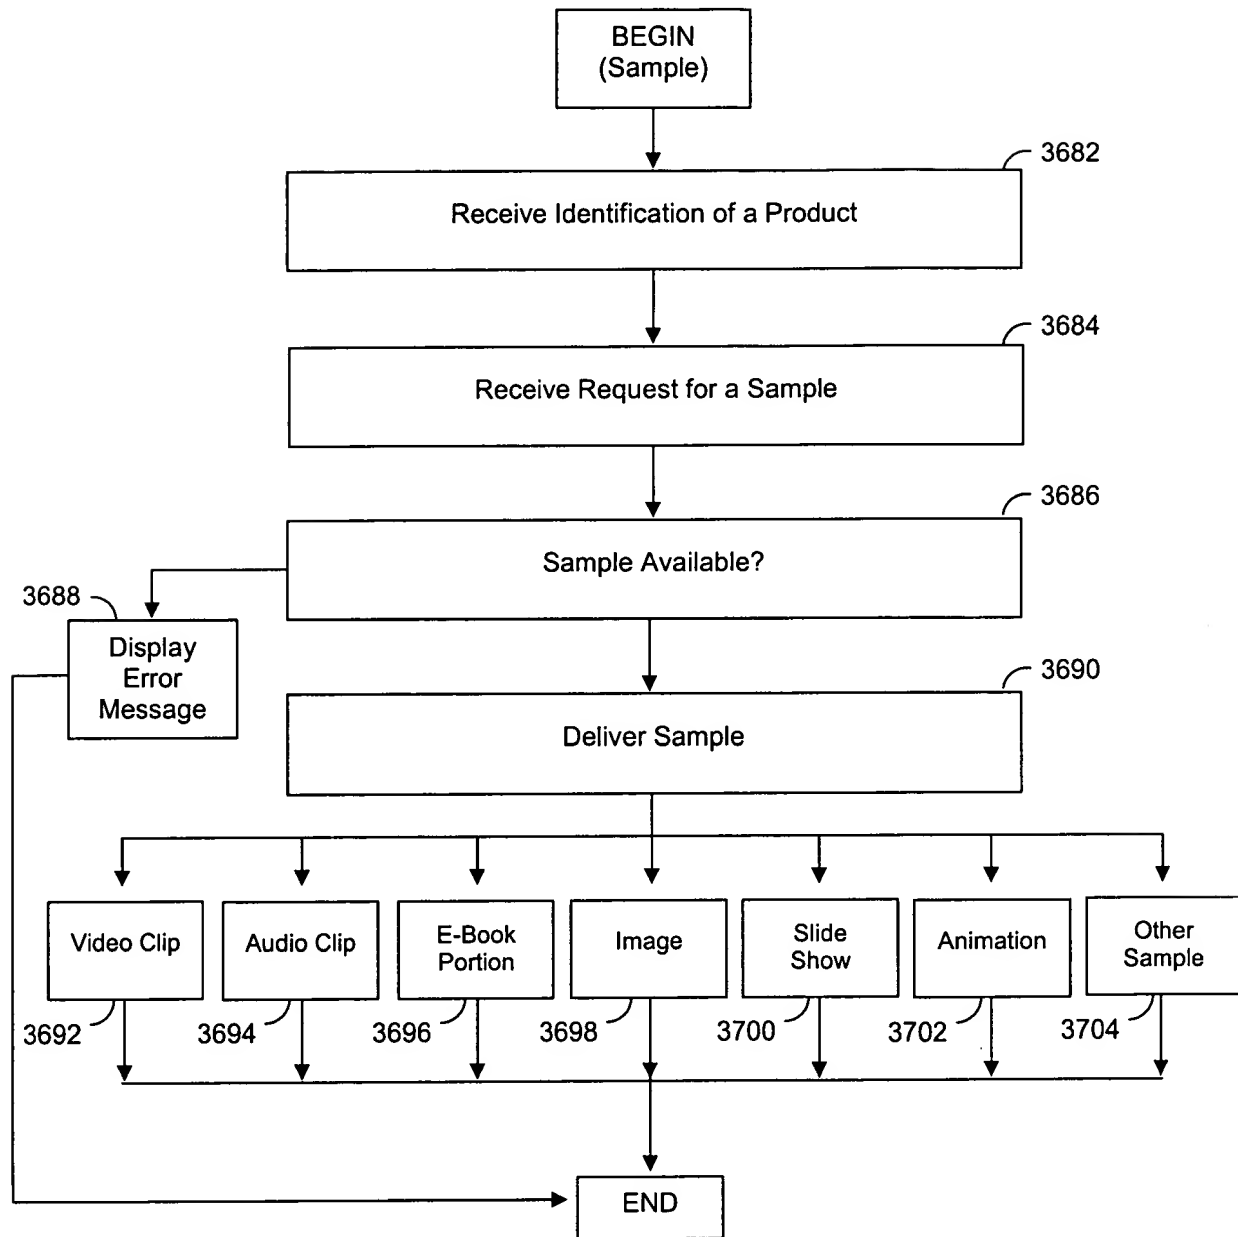 BEGIN
(Sample)
3682
Receive Identification of a Product
3684
Receive Request for a Sample
3686
Sample Available?
3688
Display
Error
Message
3690
Deliver Sample
Video Clip
Audio Clip
E-Book
Portion
Image
Slide
Show
Animation
Other
Sample
3692
3694
3696
3698
3700
3702
3704
END